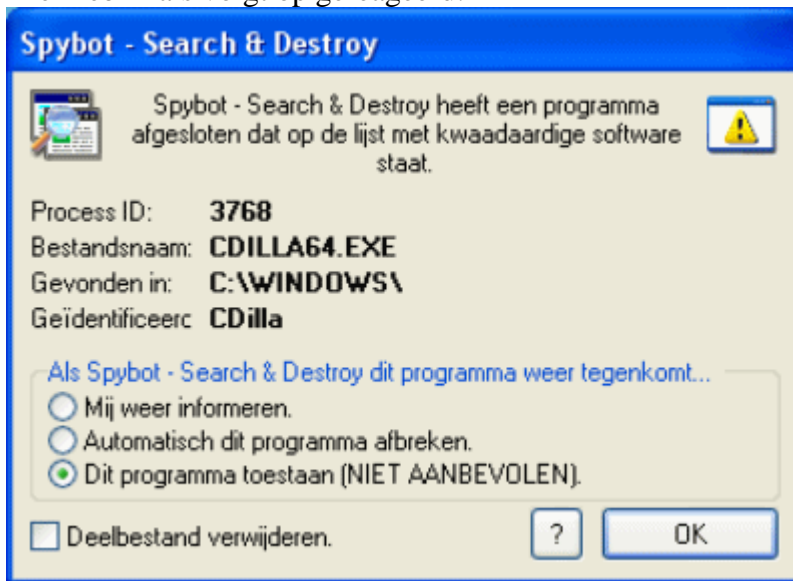 Spybot - Search & Destroy
Spybot - Search & Destroy heeft een programma
afgesloten dat op de lijst met kwaadaardige software
staat.
Process ID: 3768
Bestandsnaam: CDILLA64.EXE
Gevonden in: C:\WINDOWS\
Geïdentificeerc CDilla
Als Spybot - Search & Destroy dit programma weer tegenkomt...
Mij weer informeren.
Automatisch dit programma afbreken.
Dit programma toestaan (NIET AANBEVOLEN).
Deelbestand verwijderen.
? OK